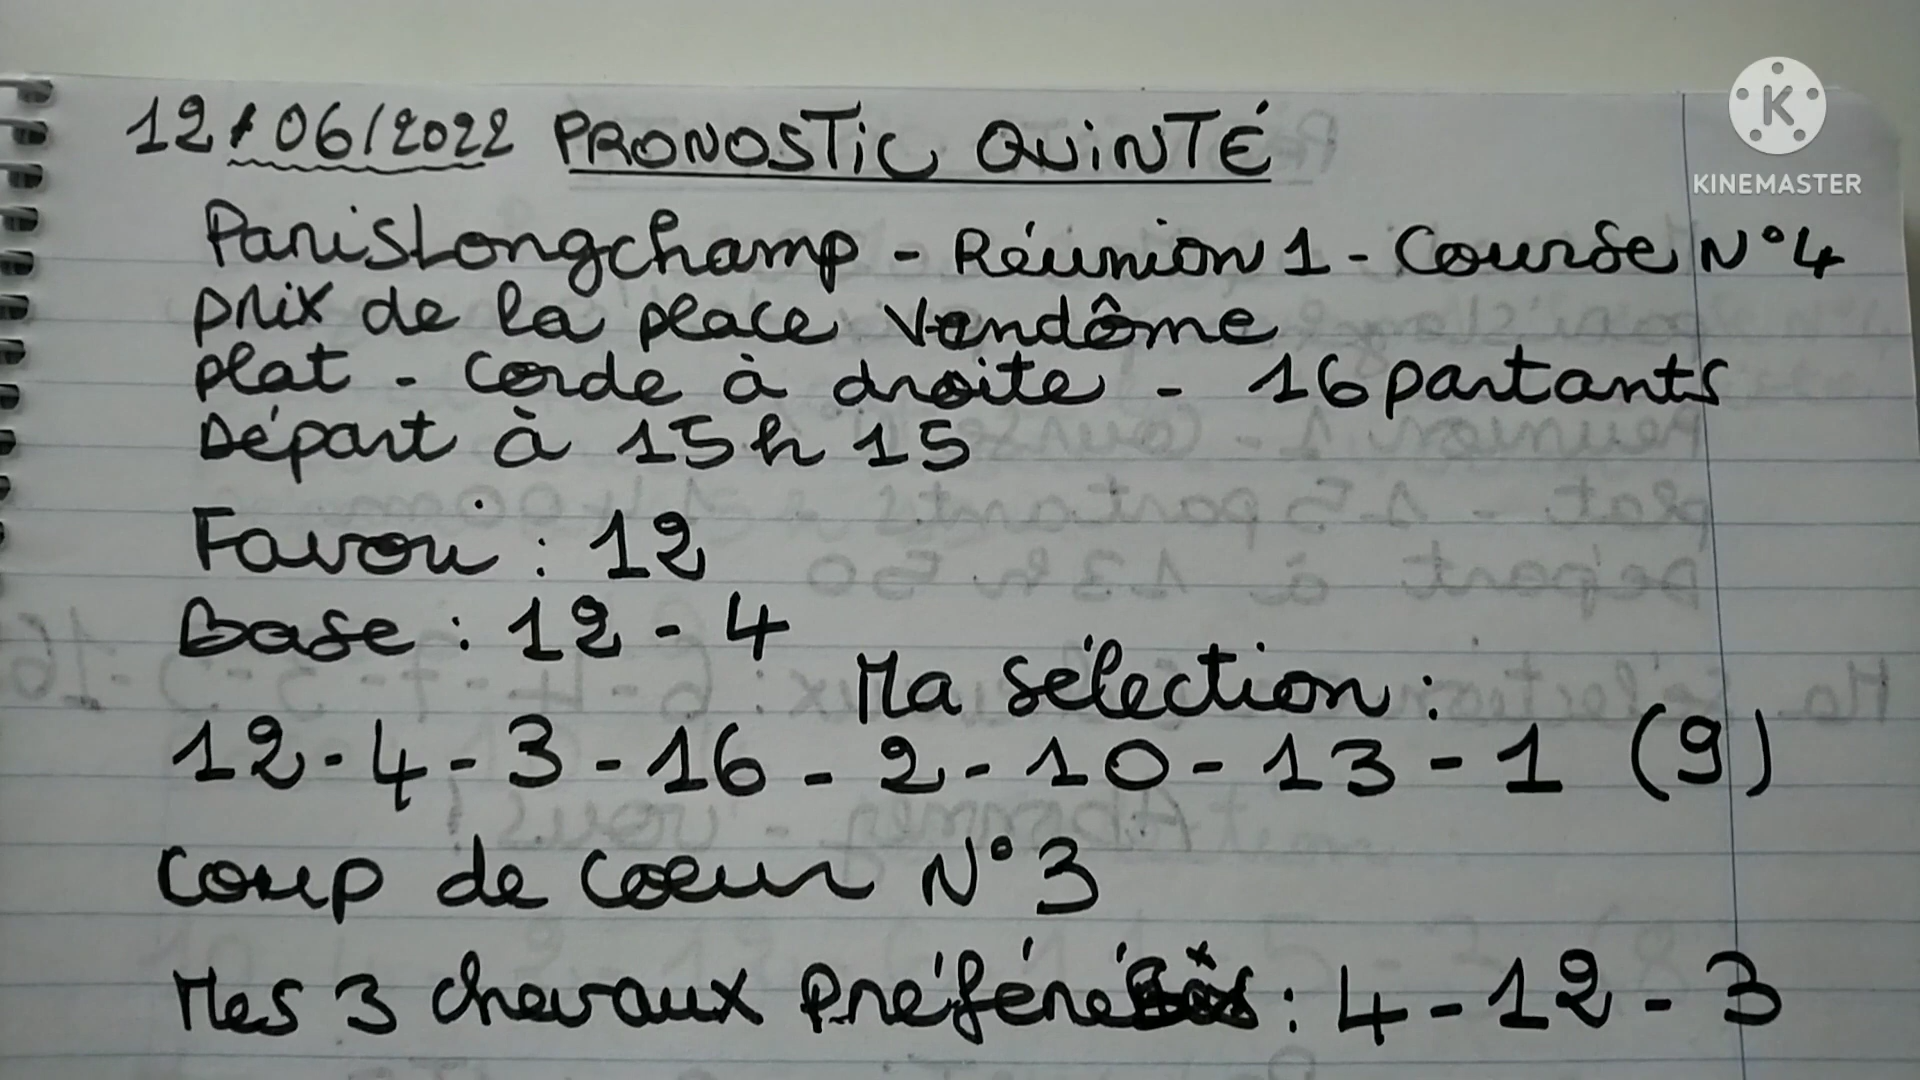 12/06/2022 PRONOSTIC QUINTÉ
KINEMASTER
ParisLongchamp - Réunion 1 - Course N°4
prix de la place Vendôme
plat - corde à droite - 16 partants
Départ à 15h15
Favori : 12
Base : 12 - 4
Ma sélection :
12 - 4 - 3 - 16 - 2 - 10 - 13 - 1 (9)
coup de coeur N°3
Mes 3 chevaux préférés : 4 - 12 - 3